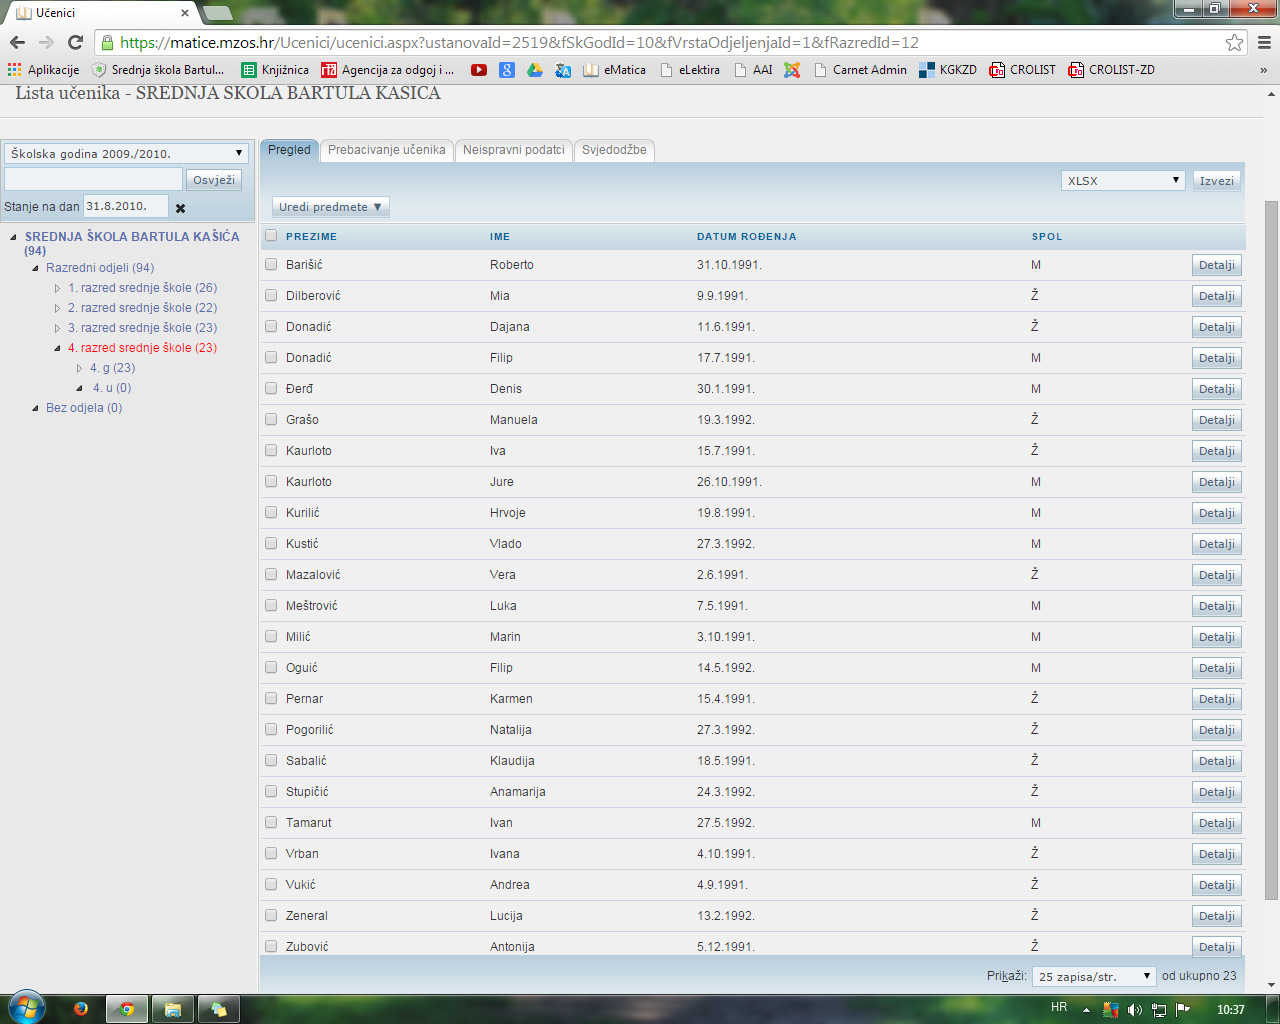 Učenici
https://matice.mzos.hr/Ucenici/ucenici.aspx?ustanovaId=2519&fSkGodId=10&fVrstaOdjeljenjaId=1&fRazredId=12
Aplikacije Srednja škola Bartul... Knjižnica Agencija za odgoj i ... eMatica eLektira AAI Carnet Admin KGKZD CROLIST CROLIST-ZD »
Lista učenika - SREDNJA ŠKOLA BARTULA KAŠIĆA
Školska godina 2009./2010.
Osvježi
Stanje na dan 31.8.2010.
SREDNJA ŠKOLA BARTULA KAŠIĆA
(94)
Razredni odjeli (94)
1. razred srednje škole (26)
2. razred srednje škole (22)
3. razred srednje škole (23)
4. razred srednje škole (23)
4. g (23)
4. u (0)
Bez odjela (0)
Pregled Prebacivanje učenika Neispravni podatci Svjedodžbe
XLSX Izvezi
Uredi predmete ▼
PREZIME IME DATUM ROĐENJA SPOL
Barišić Roberto 31.10.1991. M Detalji
Dilberović Mia 9.9.1991. Ž Detalji
Donadić Dajana 11.6.1991. Ž Detalji
Donadić Filip 17.7.1991. M Detalji
Đerđ Denis 30.1.1991. M Detalji
Grašo Manuela 19.3.1992. Ž Detalji
Kaurloto Iva 15.7.1991. Ž Detalji
Kaurloto Jure 26.10.1991. M Detalji
Kurilić Hrvoje 19.8.1991. M Detalji
Kustić Vlado 27.3.1992. M Detalji
Mazalović Vera 2.6.1991. Ž Detalji
Meštrović Luka 7.5.1991. M Detalji
Milić Marin 3.10.1991. M Detalji
Oguić Filip 14.5.1992. M Detalji
Pernar Karmen 15.4.1991. Ž Detalji
Pogorilić Natalija 27.3.1992. Ž Detalji
Sabalić Klaudija 18.5.1991. Ž Detalji
Stupičić Anamarija 24.3.1992. Ž Detalji
Tamarut Ivan 27.5.1992. M Detalji
Vrban Ivana 4.10.1991. Ž Detalji
Vukić Andrea 4.9.1991. Ž Detalji
Zeneral Lucija 13.2.1992. Ž Detalji
Zubović Antonija 5.12.1991. Ž Detalji
Prikaži: 25 zapisa/str. od ukupno 23
HR 10:37